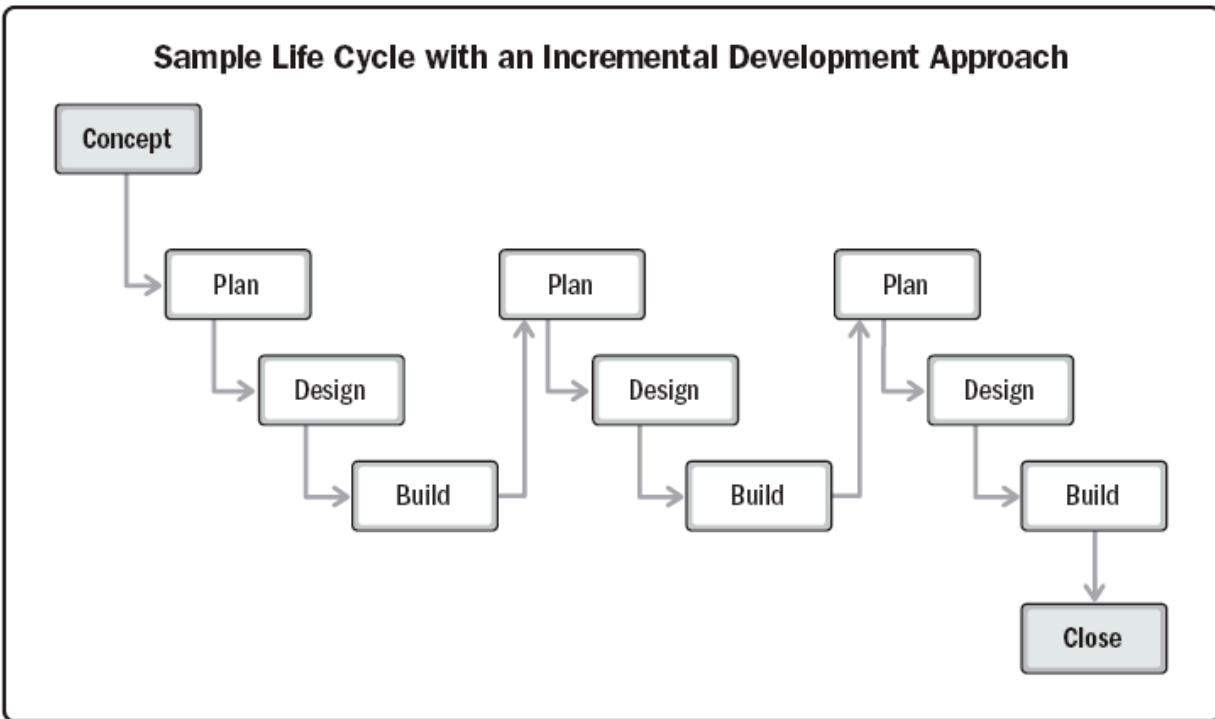 Sample Life Cycle with an Incremental Development Approach
Concept
Plan
Plan
Plan
Design
Design
Design
Build
Build
Build
Close